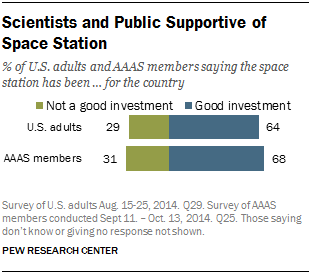 Scientists and Public Supportive of
Space Station
% of U.S. adults and AAAS members saying the space
station has been ... for the country
Not a good investment Good investment
U.S. adults 29 64
AAAS members 31 68
Survey of U.S. adults Aug. 15-25, 2014. Q29. Survey of AAAS
members conducted Sept 11. – Oct. 13, 2014. Q25. Those saying
don't know or giving no response not shown.
PEW RESEARCH CENTER